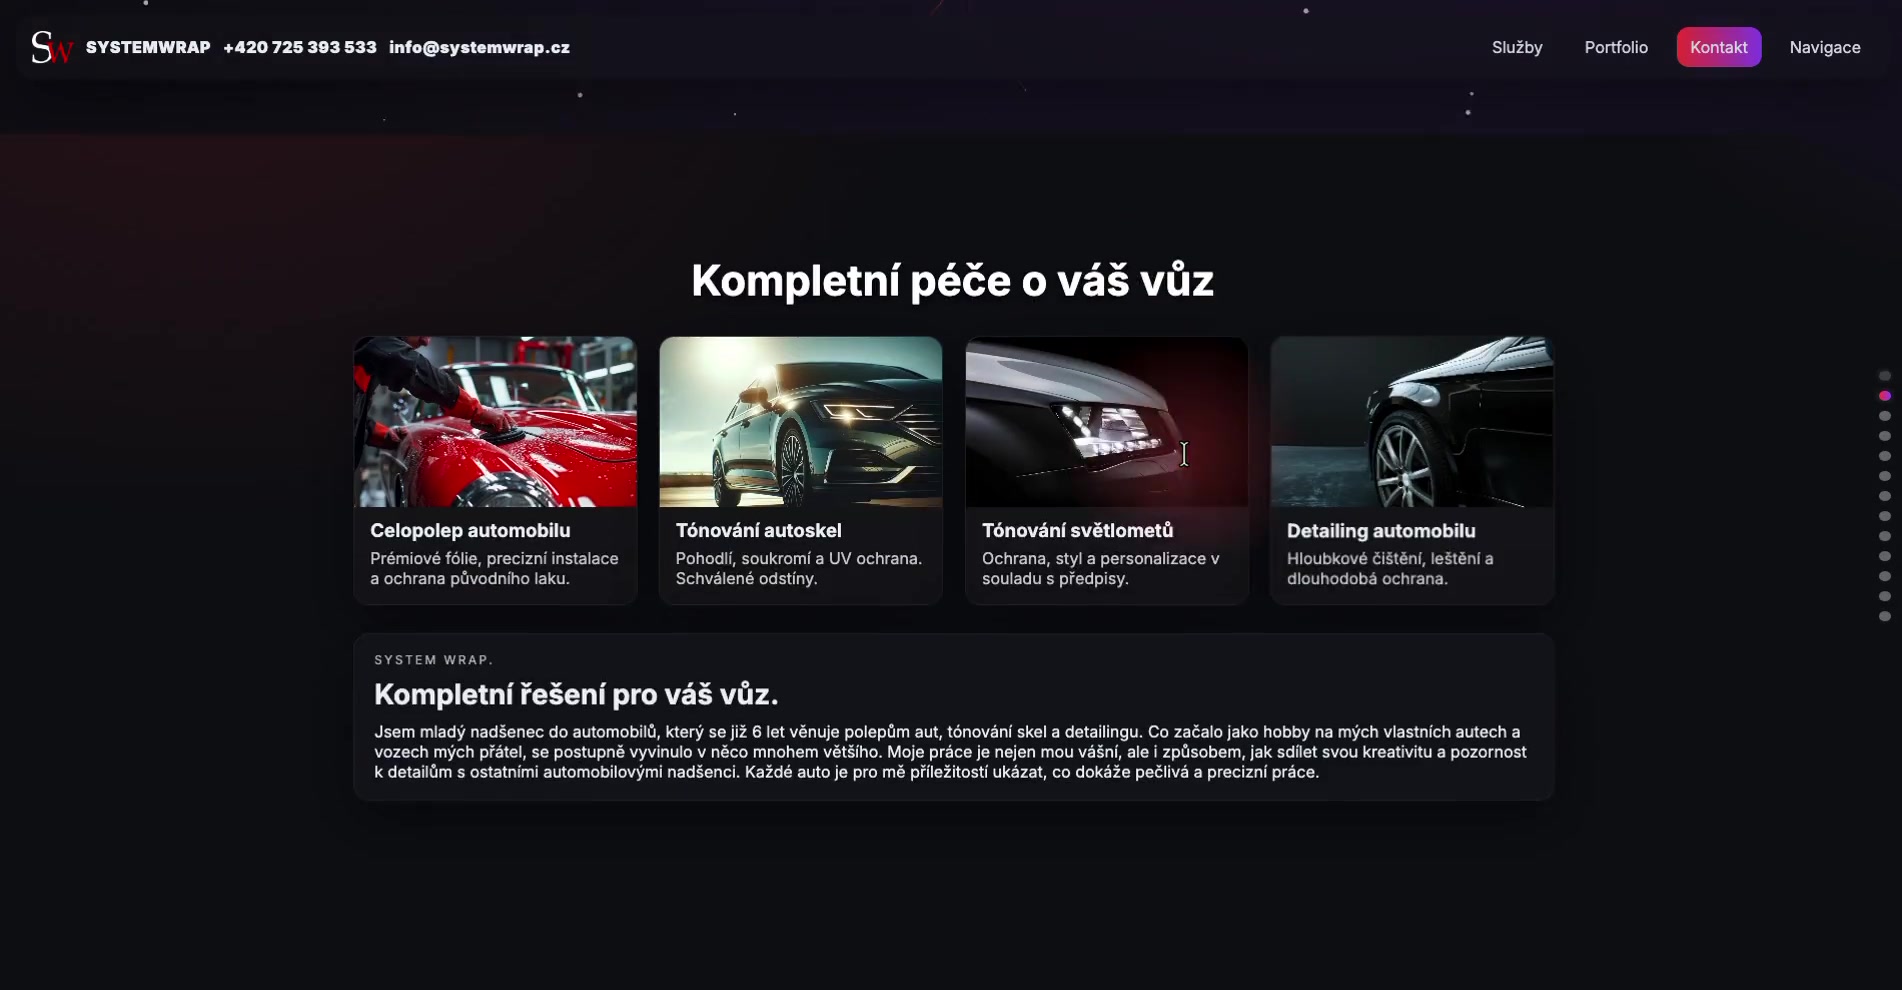 SW SYSTEMWRAP +420 725 393 533 info@systemwrap.cz
Služby Portfolio Kontakt Navigace
Kompletní péče o váš vůz
Celopolep automobilu
Prémiové fólie, precizní instalace
a ochrana původního laku.
Tónování autoskel
Pohodlí, soukromí a UV ochrana.
Schválené odstíny.
Tónování světlometů
Ochrana, styl a personalizace v
souladu s předpisy.
Detailing automobilu
Hloubkové čištění, leštění a
dlouhodobá ochrana.
SYSTEM WRAP.
Kompletní řešení pro váš vůz.
Jsem mladý nadšenec do automobilů, který se již 6 let věnuje polepům aut, tónování skel a detailingu. Co začalo jako hobby na mých vlastních autech a
vozech mých přátel, se postupně vyvinulo v něco mnohem většího. Moje práce je nejen mou vášní, ale i způsobem, jak sdílet svou kreativitu a pozornost
k detailům s ostatními automobilovými nadšenci. Každé auto je pro mě příležitostí ukázat, co dokáže pečlivá a precizní práce.